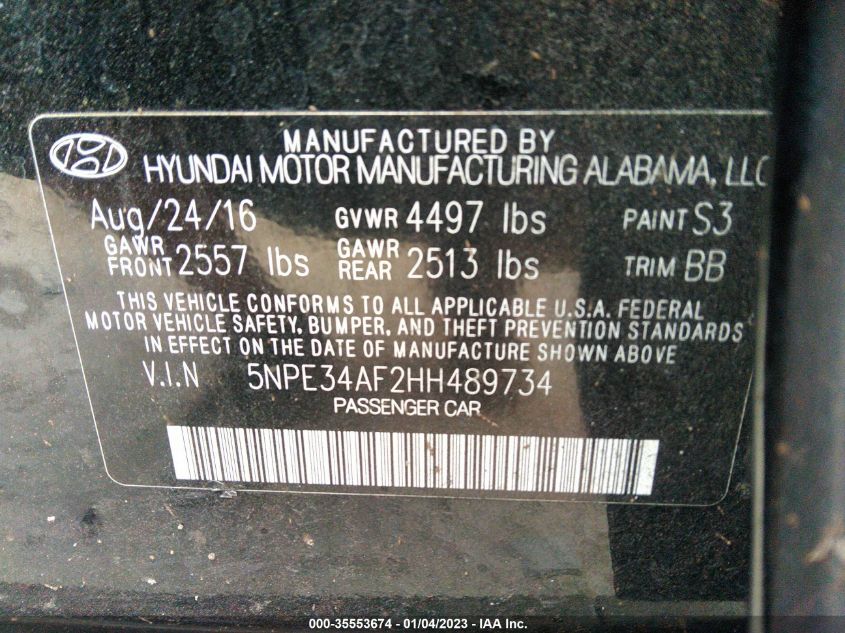 MANUFACTURED BY
HYUNDAI MOTOR MANUFACTURING ALABAMA, LLC
Aug/24/16 GVWR 4497 lbs PAINT S3
GAWR FRONT 2557 lbs GAWR REAR 2513 lbs TRIM BB
THIS VEHICLE CONFORMS TO ALL APPLICABLE U.S.A. FEDERAL
MOTOR VEHICLE SAFETY, BUMPER, AND THEFT PREVENTION STANDARDS
IN EFFECT ON THE DATE OF MANUFACTURE SHOWN ABOVE
V.I.N 5NPE34AF2HH489734
PASSENGER CAR
000-35553674 - 01/04/2023 - © IAA, Inc.